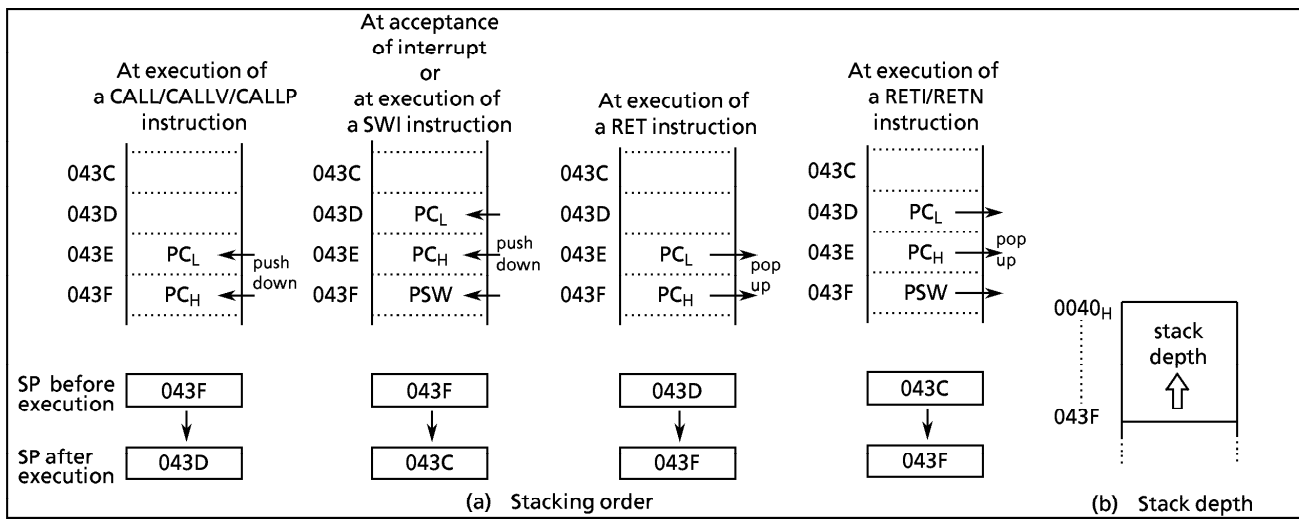 At execution of
a CALL/CALLV/CALLP
instruction
At acceptance
of interrupt
or
at execution of
a SWI instruction
At execution of
a RET instruction
At execution of
a RETI/RETN
instruction
043C
043D
043E PCL
043F PCH
push
down
043C
043D PCL
043E PCH
043F PSW
push
down
043C
043D
043E PCL
043F PCH
pop
up
043C
043D PCL
043E PCH
043F PSW
pop
up
SP before
execution
043F
043F
043D
043C
SP after
execution
043D
043C
043F
043F
(a) Stacking order
0040H
stack
depth
043F
(b) Stack depth